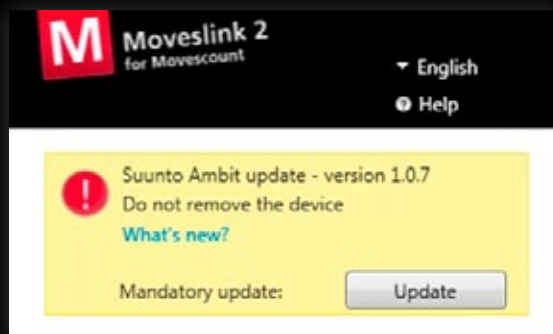 M
Moveslink 2
for Movescount
English
Help
Suunto Ambit update - version 1.0.7
Do not remove the device
What's new?
Mandatory update:
Update